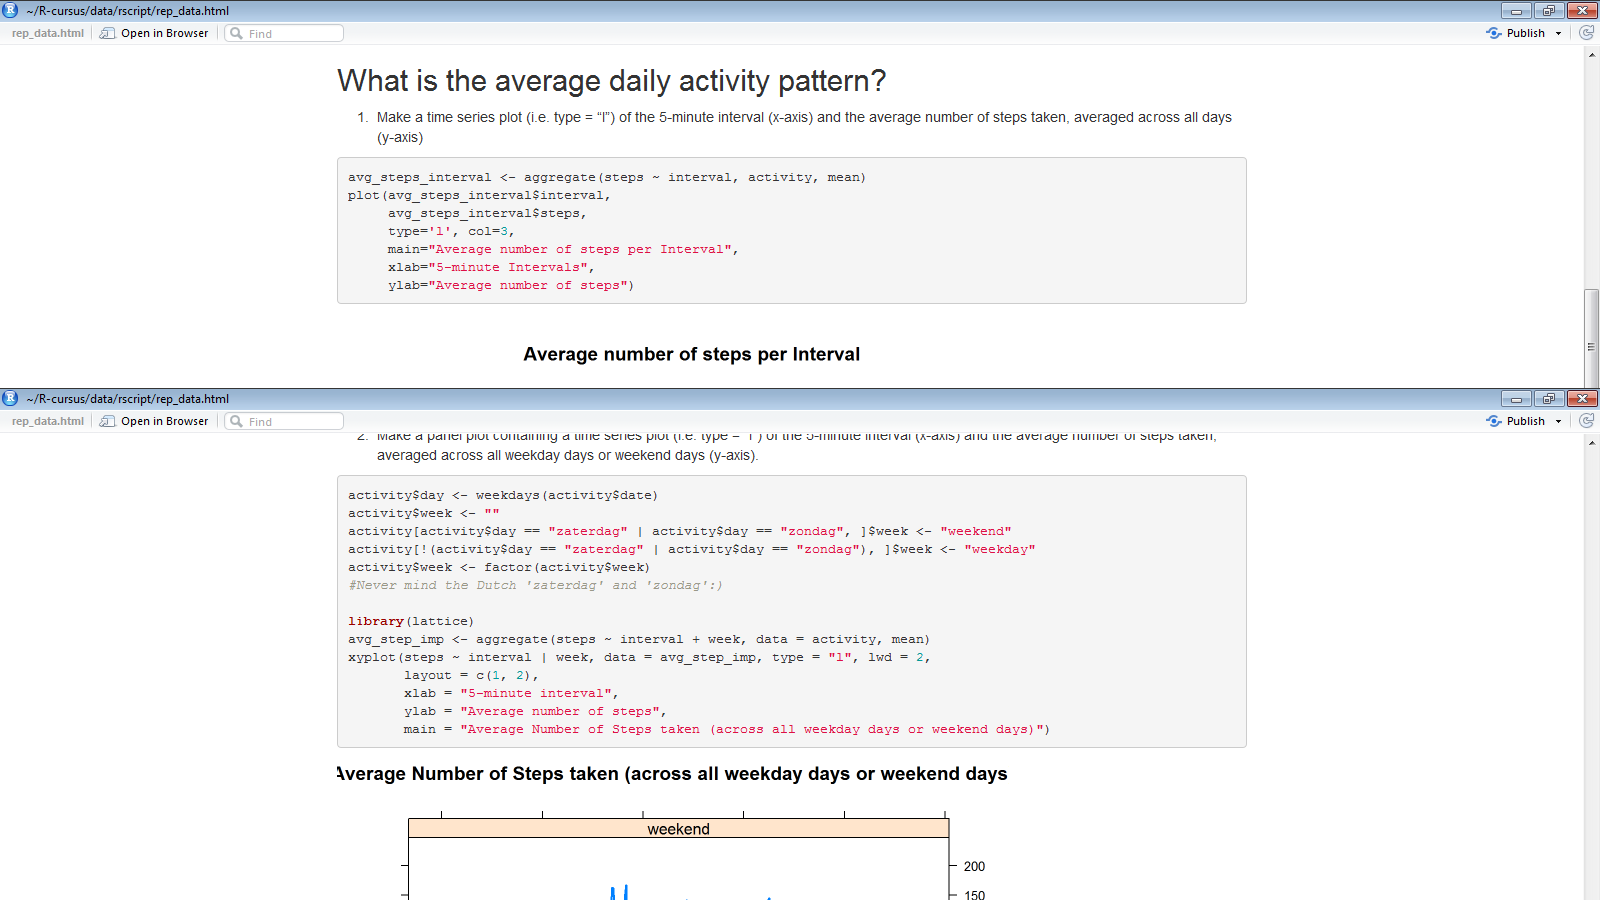 ~/R-cursus/data/rscript/rep_data.html
rep_data.html Open in Browser Find Publish
What is the average daily activity pattern?
1. Make a time series plot (i.e. type = “l”) of the 5-minute interval (x-axis) and the average number of steps taken, averaged across all days
(y-axis)
avg_steps_interval <- aggregate(steps ~ interval, activity, mean)
plot(avg_steps_interval$interval,
     avg_steps_interval$steps,
     type='l', col=3,
     main="Average number of steps per Interval",
     xlab="5-minute Intervals",
     ylab="Average number of steps")
Average number of steps per Interval
~/R-cursus/data/rscript/rep_data.html
rep_data.html Open in Browser Find Publish
2. Make a panel plot containing a time series plot (i.e. type = “l”) of the 5-minute interval (x-axis) and the average number of steps taken,
averaged across all weekday days or weekend days (y-axis).
activity$day <- weekdays(activity$date)
activity$week <- ""
activity[activity$day == "zaterdag" | activity$day == "zondag", ]$week <- "weekend"
activity[!(activity$day == "zaterdag" | activity$day == "zondag"), ]$week <- "weekday"
activity$week <- factor(activity$week)
#Never mind the Dutch 'zaterdag' and 'zondag':)
library(lattice)
avg_step_imp <- aggregate(steps ~ interval + week, data = activity, mean)
xyplot(steps ~ interval | week, data = avg_step_imp, type = "l", lwd = 2,
       layout = c(1, 2),
       xlab = "5-minute interval",
       ylab = "Average number of steps",
       main = "Average Number of Steps taken (across all weekday days or weekend days)")
Average Number of Steps taken (across all weekday days or weekend days
weekend
200
150